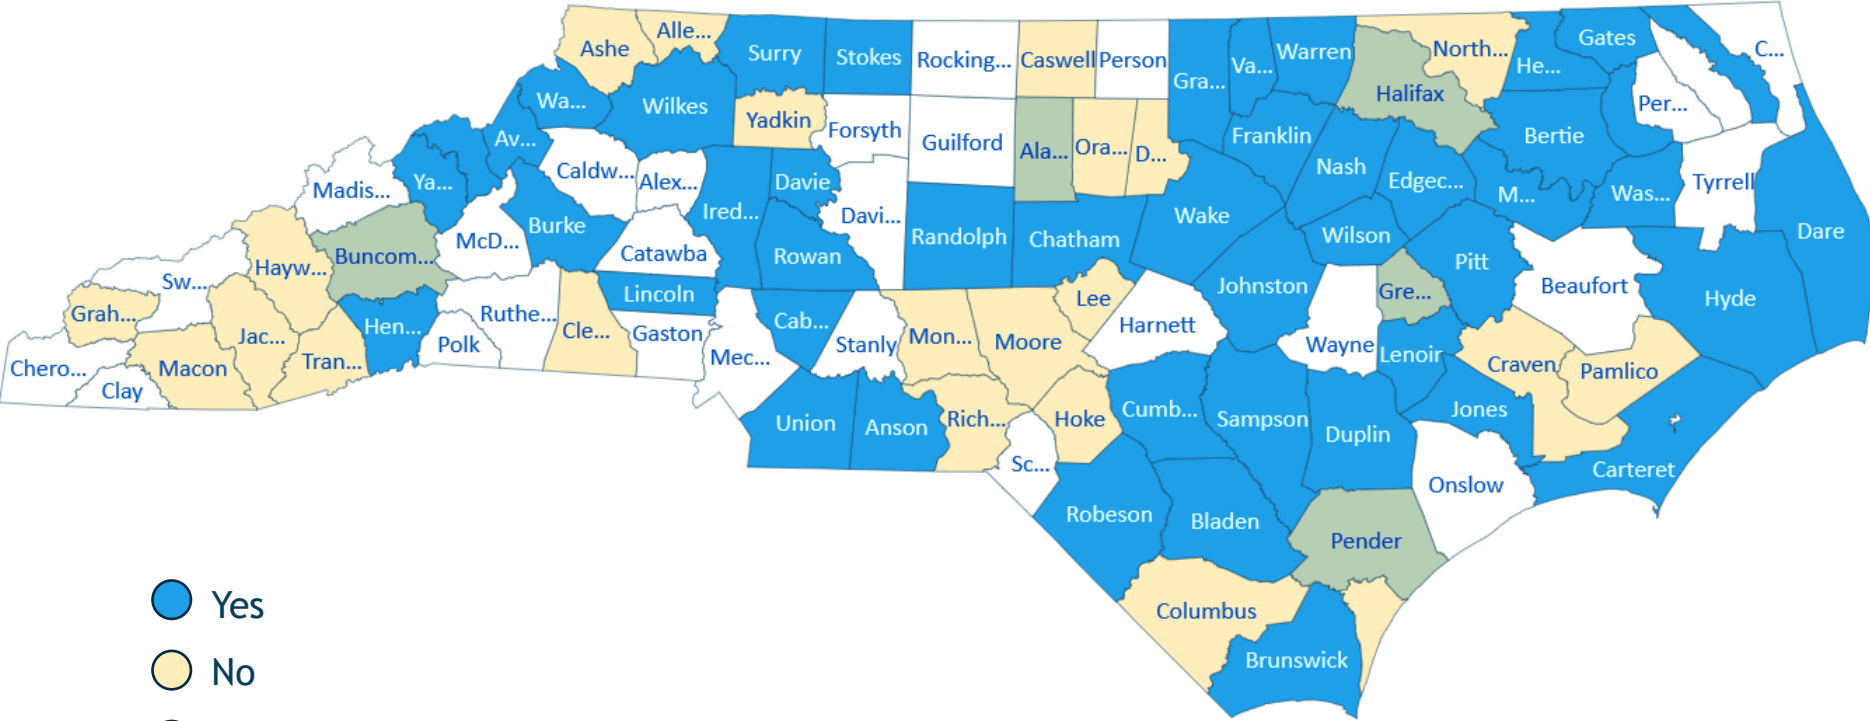 Ashe
Alle...
Surry
Stokes
Rocking...
Caswell
Person
Gra...
Va...
Warren
Halifax
North...
He...
Gates
C...
Wa...
Wilkes
Yadkin
Forsyth
Guilford
Ala...
Ora...
D...
Franklin
Nash
Edgec...
Bertie
Per...
Av...
Caldw...
Alex...
Ired...
Davie
Davi...
Madis...
Ya...
Burke
McD...
Catawba
Rowan
Randolph
Chatham
Wake
Wilson
M...
Was...
Tyrrell
Dare
Buncom...
Hayw...
Sw...
Grah...
Jac...
Hen...
Ruthe...
Polk
Cle...
Lincoln
Gaston
Mec...
Cab...
Stanly
Mon...
Moore
Lee
Harnett
Johnston
Wayne
Gre...
Pitt
Lenoir
Beaufort
Hyde
Craven
Pamlico
Chero...
Clay
Macon
Tran...
Union
Anson
Rich...
Sc...
Hoke
Cumb...
Sampson
Duplin
Jones
Onslow
Carteret
Robeson
Bladen
Pender
Columbus
Brunswick
Yes
No